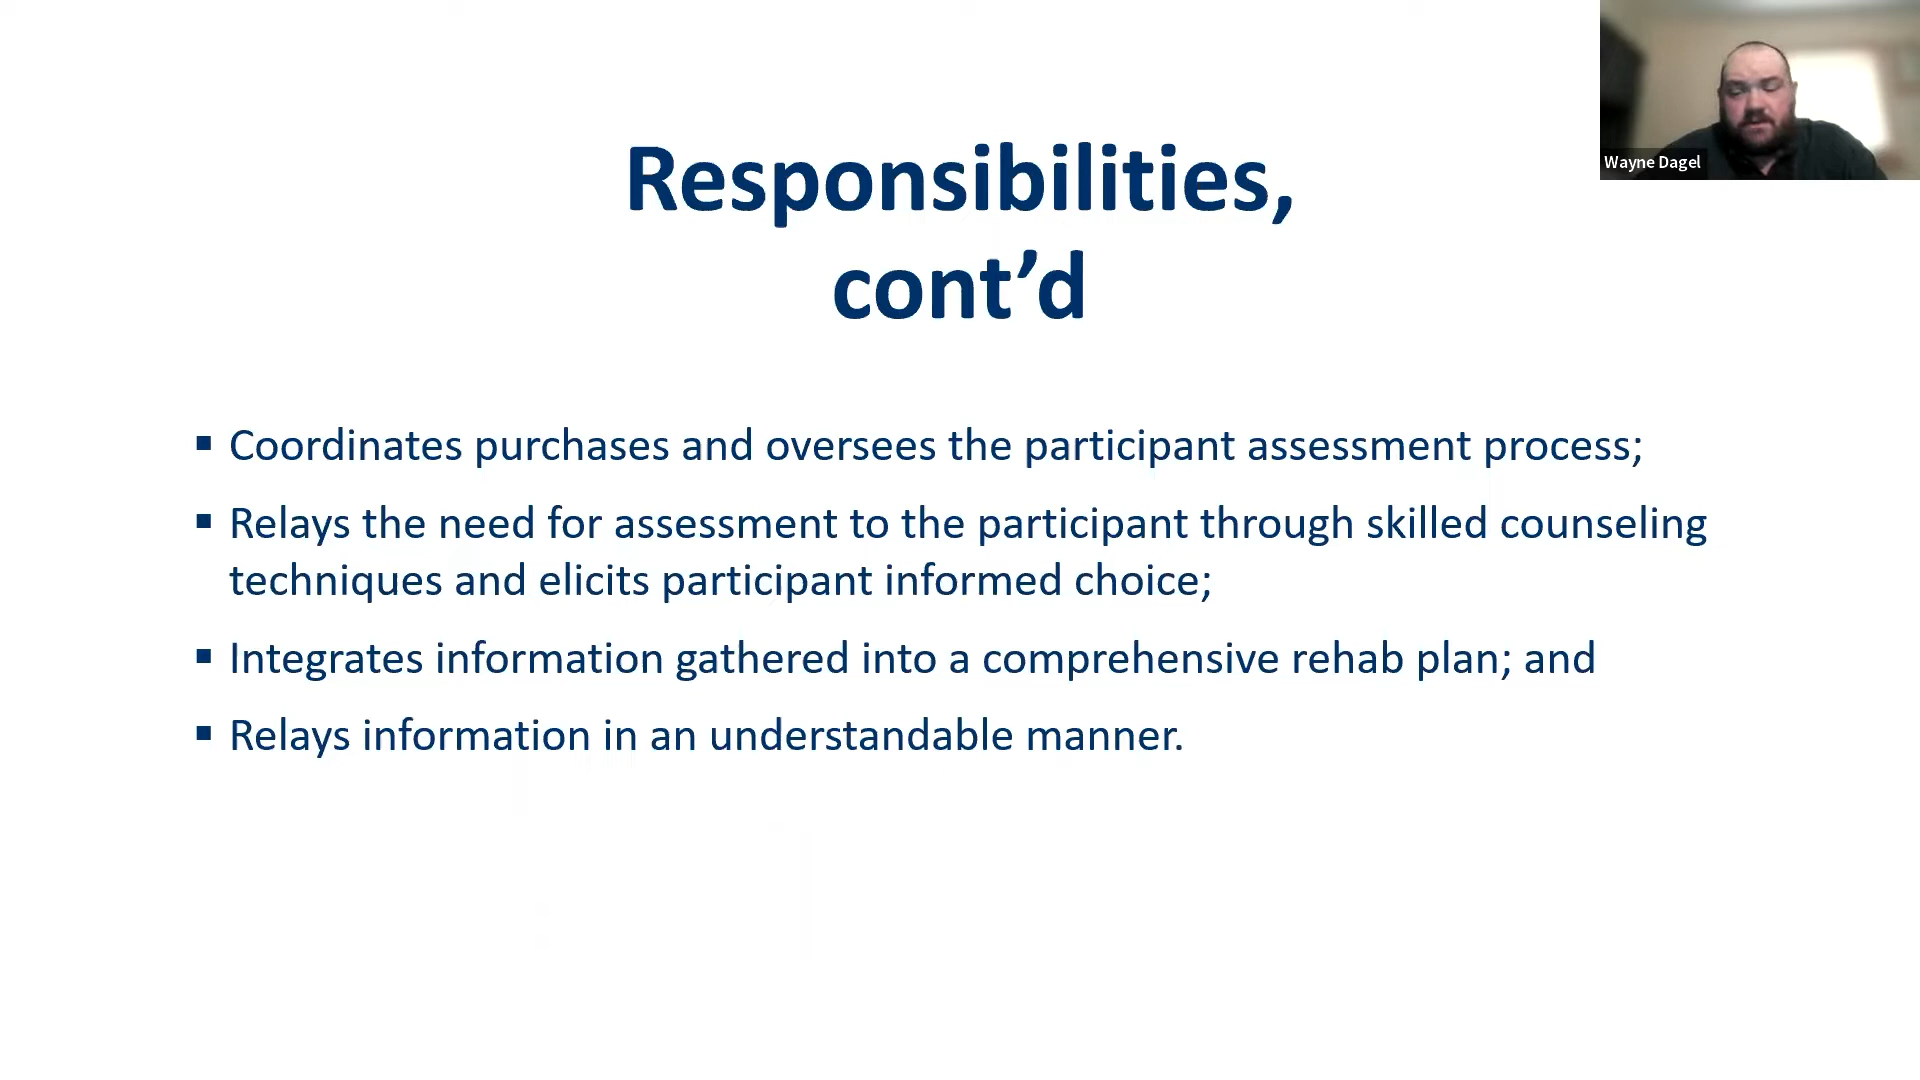 Responsibilities,
cont’d
Wayne Dagel
▪ Coordinates purchases and oversees the participant assessment process;
▪ Relays the need for assessment to the participant through skilled counseling
techniques and elicits participant informed choice;
▪ Integrates information gathered into a comprehensive rehab plan; and
▪ Relays information in an understandable manner.